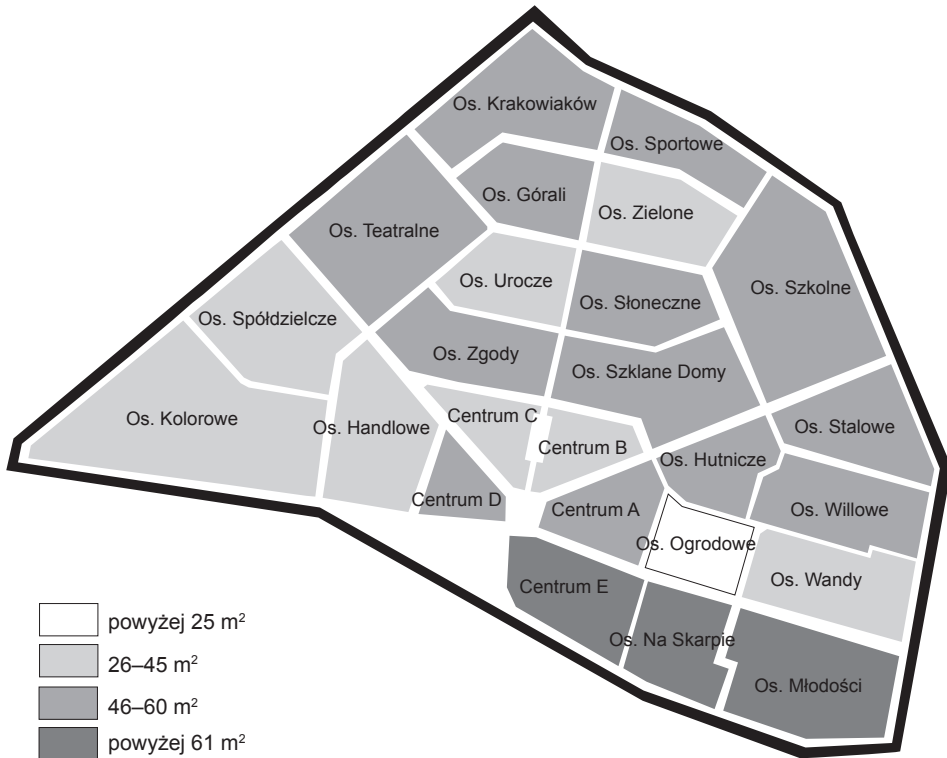 Os. Krakowiaków
Os. Sportowe
Os. Górali
Os. Zielone
Os. Teatralne
Os. Urocze
Os. Szkolne
Os. Słoneczne
Os. Spółdzielcze
Os. Zgody
Os. Szklane Domy
Os. Kolorowe
Os. Handlowe
Centrum C
Os. Stalowe
Centrum B
Os. Hutnicze
Centrum D
Centrum A
Os. Willowe
Os. Ogrodowe
Os. Wandy
Centrum E
Os. Na Skarpie
Os. Młodości
powyżej 25 m²
26–45 m²
46–60 m²
powyżej 61 m²